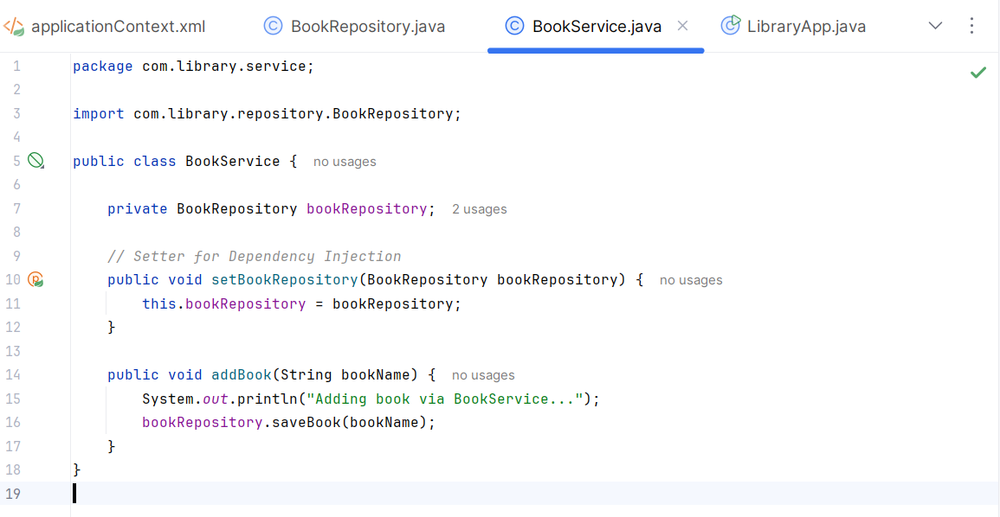 applicationContext.xml BookRepository.java BookService.java LibraryApp.java
1 package com.library.service;
2
3 import com.library.repository.BookRepository;
4
5 public class BookService { no usages
6
7 private BookRepository bookRepository; 2 usages
8
9 // Setter for Dependency Injection
10 public void setBookRepository(BookRepository bookRepository) { no usages
11 this.bookRepository = bookRepository;
12 }
13
14 public void addBook(String bookName) { no usages
15 System.out.println("Adding book via BookService...");
16 bookRepository.saveBook(bookName);
17 }
18 }
19